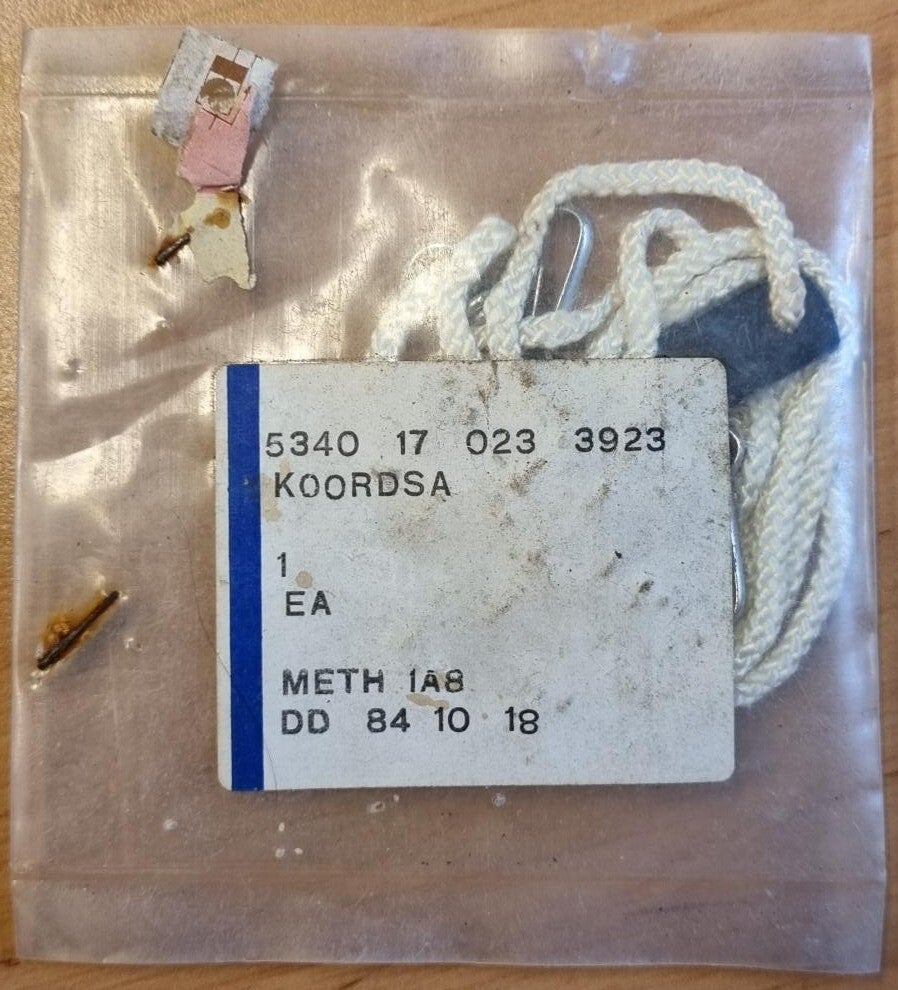 5340 17 023 3923
KOORDSA
1
EA
METH 1A8
DD 84 10 18